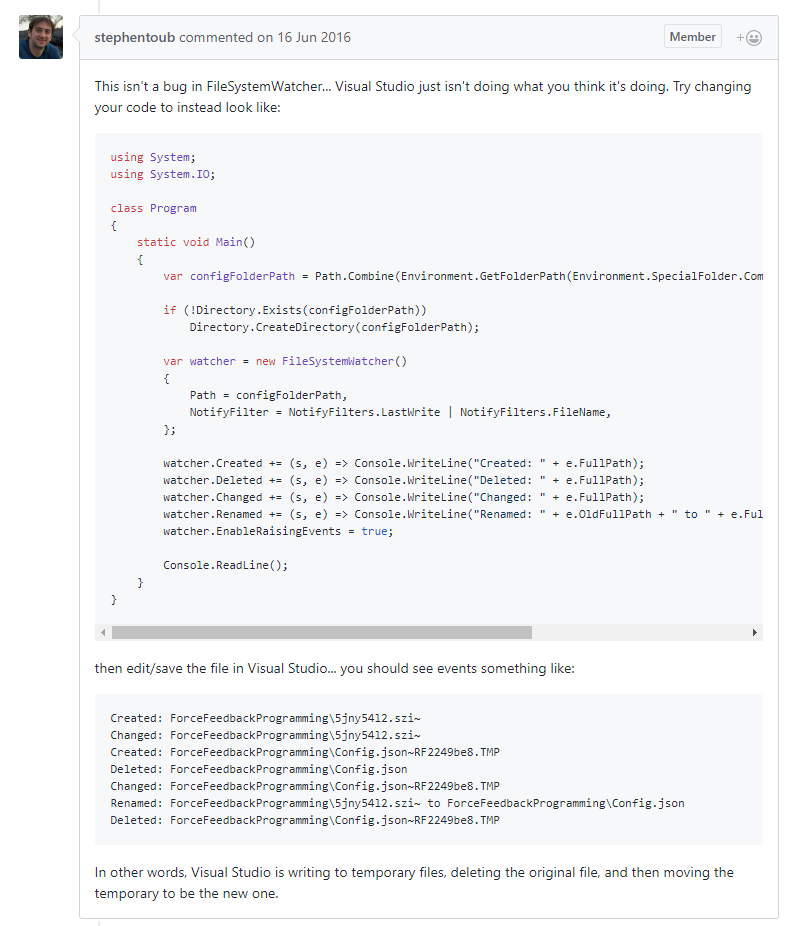 stephentoub commented on 16 Jun 2016
Member
This isn't a bug in FileSystemWatcher... Visual Studio just isn't doing what you think it's doing. Try changing
your code to instead look like:
using System;
using System.IO;
class Program
{
    static void Main()
    {
        var configFolderPath = Path.Combine(Environment.GetFolderPath(Environment.SpecialFolder.Com
        if (!Directory.Exists(configFolderPath))
            Directory.CreateDirectory(configFolderPath);
        var watcher = new FileSystemWatcher()
        {
            Path = configFolderPath,
            NotifyFilter = NotifyFilters.LastWrite | NotifyFilters.FileName,
        };
        watcher.Created += (s, e) => Console.WriteLine("Created: " + e.FullPath);
        watcher.Deleted += (s, e) => Console.WriteLine("Deleted: " + e.FullPath);
        watcher.Changed += (s, e) => Console.WriteLine("Changed: " + e.FullPath);
        watcher.Renamed += (s, e) => Console.WriteLine("Renamed: " + e.OldFullPath + " to " + e.Ful
        watcher.EnableRaisingEvents = true;
        Console.ReadLine();
    }
}
then edit/save the file in Visual Studio... you should see events something like:
Created: ForceFeedbackProgramming\5jny54l2.szi~
Changed: ForceFeedbackProgramming\5jny54l2.szi~
Created: ForceFeedbackProgramming\Config.json~RF2249be8.TMP
Deleted: ForceFeedbackProgramming\Config.json
Changed: ForceFeedbackProgramming\Config.json~RF2249be8.TMP
Renamed: ForceFeedbackProgramming\5jny54l2.szi~ to ForceFeedbackProgramming\Config.json
Deleted: ForceFeedbackProgramming\Config.json~RF2249be8.TMP
In other words, Visual Studio is writing to temporary files, deleting the original file, and then moving the
temporary to be the new one.